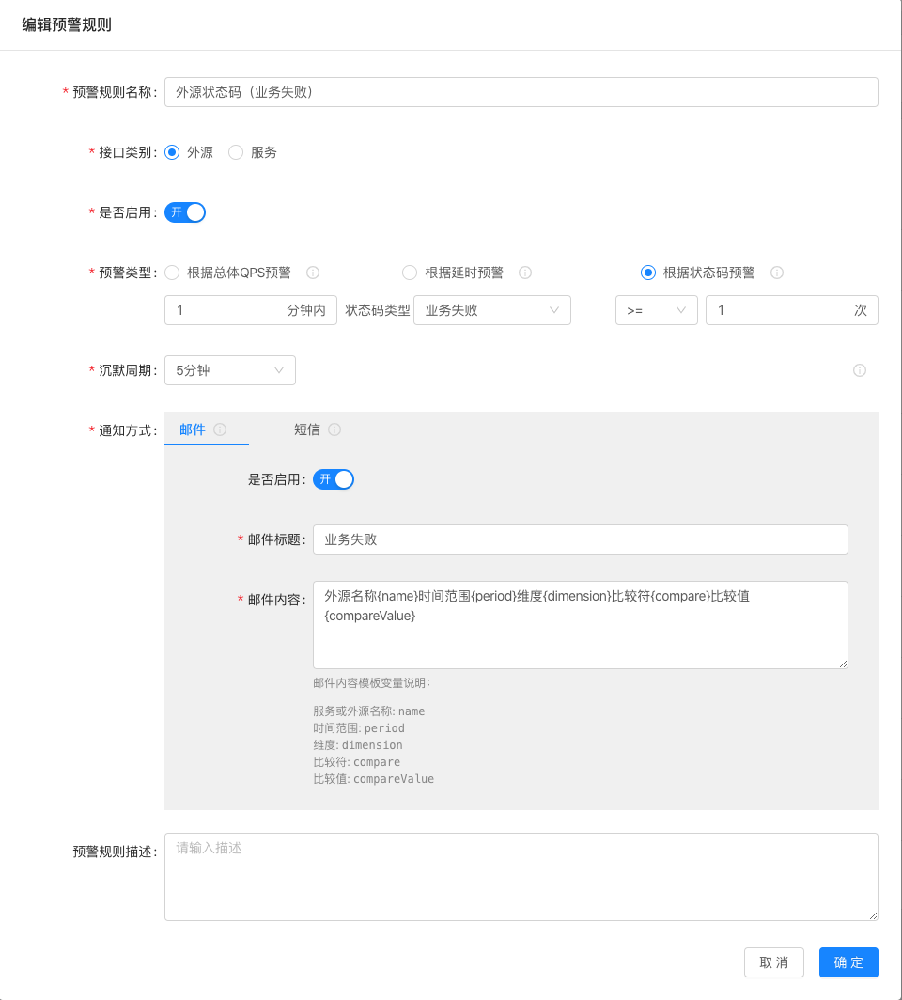 编辑预警规则
* 预警规则名称: 外源状态码（业务失败）
* 接口类别: 外源 服务
* 是否启用: 开
* 预警类型: 根据总体QPS预警 根据延时预警 根据状态码预警
1 分钟内 状态码类型 业务失败 >= 1 次
* 沉默周期: 5分钟
* 通知方式: 邮件 短信
是否启用: 开
* 邮件标题: 业务失败
* 邮件内容: 外源名称{name}时间范围{period}维度{dimension}比较符{compare}比较值
{compareValue}
邮件内容模板变量说明:
服务或外源名称: name
时间范围: period
维度: dimension
比较符: compare
比较值: compareValue
预警规则描述: 请输入描述
取 消 确 定